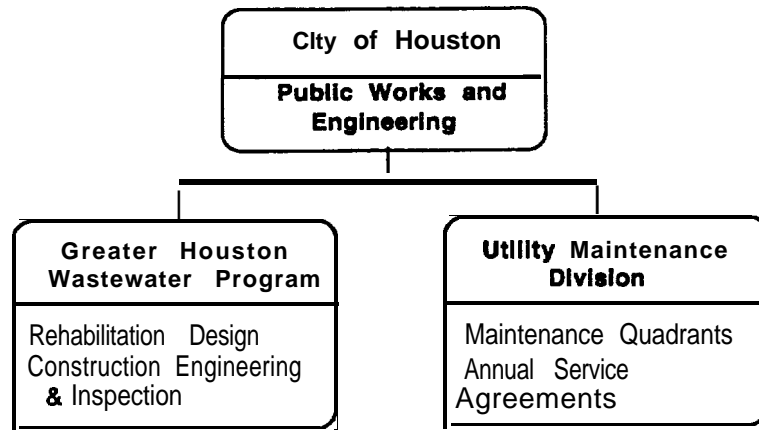 City of Houston
Public Works and
Engineering
Greater Houston
Wastewater Program
Rehabilitation Design
Construction Engineering
& Inspection
Utility Maintenance
Division
Maintenance Quadrants
Annual Service
Agreements